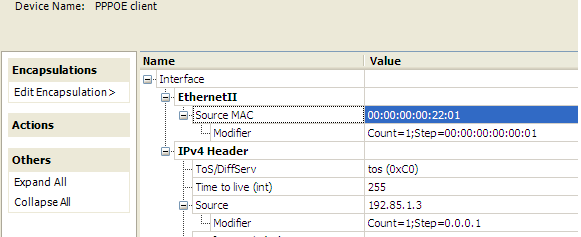 Device Name: PPPOE client
Encapsulations
Edit Encapsulation >
Actions
Others
Expand All
Collapse All
Name Value
Interface
EthernetII
Source MAC 00:00:00:00:22:01
Modifier Count=1;Step=00:00:00:00:00:01
IPv4 Header
ToS/DiffServ tos (0xC0)
Time to live (int) 255
Source 192.85.1.3
Modifier Count=1;Step=0.0.0.1